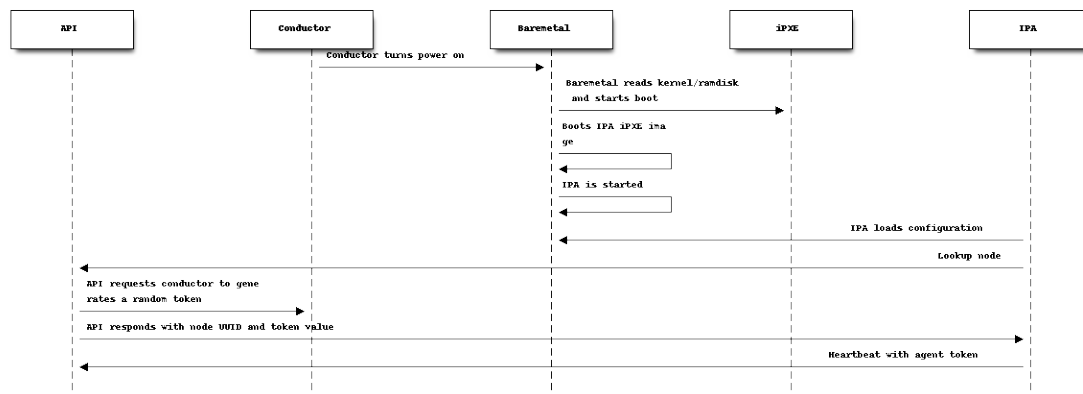 API
Conductor
Baremetal
iPXE
IPA
Conductor turns power on
Baremetal reads kernel/ramdisk
and starts boot
Boots IPA iPXE ima
ge
IPA is started
IPA loads configuration
Lookup node
API requests conductor to gene
rates a random token
API responds with node UUID and token value
Heartbeat with agent token